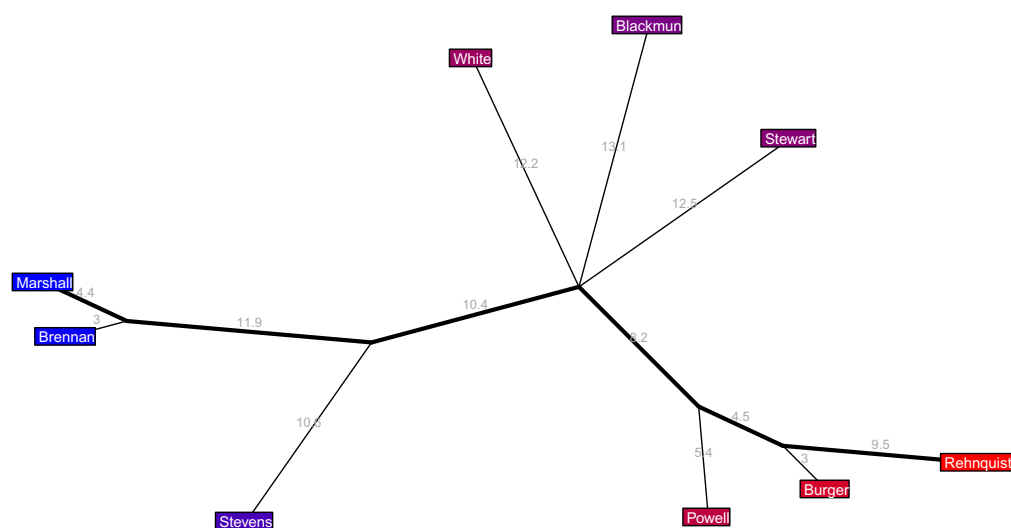 Blackmun
White
Stewart
13.1
12.2
12.5
Marshall
4.4
10.4
3
11.9
Brennan
8.2
4.5
10.6
9.5
5.4
3
Rehnquist
Burger
Powell
Stevens